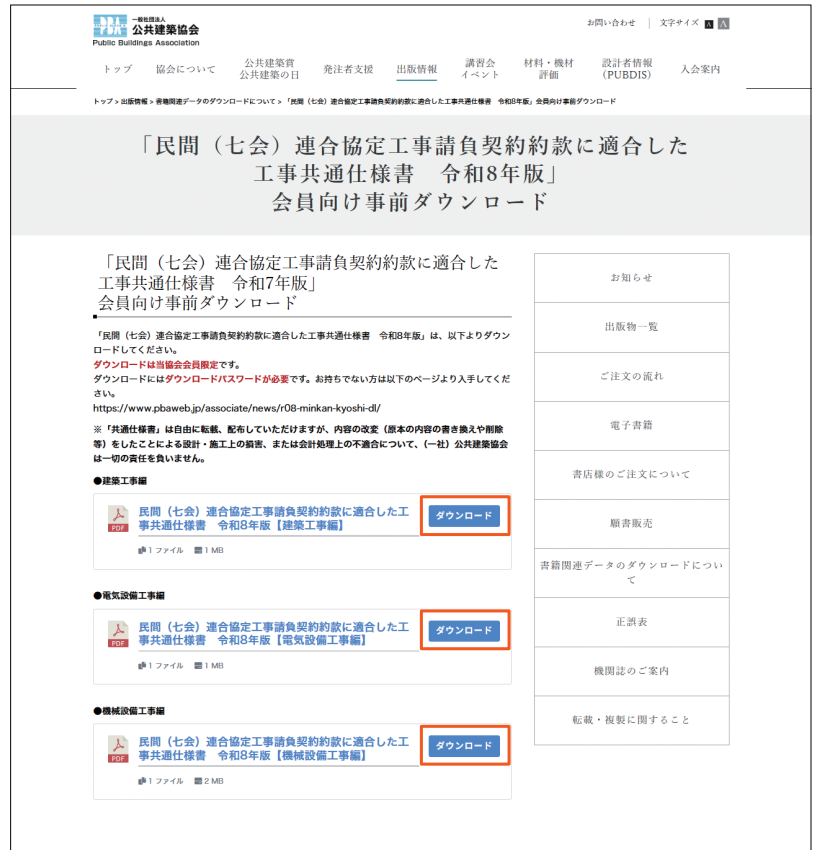 一般社団法人
公共建築協会
Public Buildings Association
お問い合わせ
文字サイズ A A
トップ
協会について
公共建築賞
公共建築の日
発注者支援
出版情報
講習会
イベント
材料・機材
評価
設計者情報
(PUBDIS)
入会案内
トップ > 出版情報 > 書籍関連データのダウンロードについて > 「民間（七会）連合協定工事請負契約約款に適合した工事共通仕様書　令和8年版」会員向け事前ダウンロード
「民間（七会）連合協定工事請負契約約款に適合した
工事共通仕様書　令和8年版」
会員向け事前ダウンロード
「民間（七会）連合協定工事請負契約約款に適合した
工事共通仕様書　令和7年版」
会員向け事前ダウンロード
「民間（七会）連合協定工事請負契約約款に適合した工事共通仕様書　令和8年版」は、以下よりダウン
ロードしてください。
ダウンロードは当協会会員限定です。
ダウンロードにはダウンロードパスワードが必要です。お持ちでない方は以下のページより入手してくだ
さい。
https://www.pbaweb.jp/associate/news/r08-minkan-kyoshi-dl/
※「共通仕様書」は自由に転載、配布していただけますが、内容の改変（原本の内容の書き換えや削除
等）をしたことによる設計・施工上の損害、または会計処理上の不適合について、（一社）公共建築協会
は一切の責任を負いません。
●建築工事編
PDF
民間（七会）連合協定工事請負契約約款に適合した工
事共通仕様書　令和8年版【建築工事編】
ダウンロード
1 ファイル 1 MB
●電気設備工事編
PDF
民間（七会）連合協定工事請負契約約款に適合した工
事共通仕様書　令和8年版【電気設備工事編】
ダウンロード
1 ファイル 1 MB
●機械設備工事編
PDF
民間（七会）連合協定工事請負契約約款に適合した工
事共通仕様書　令和8年版【機械設備工事編】
ダウンロード
1 ファイル 2 MB
お知らせ
出版物一覧
ご注文の流れ
電子書籍
書店様のご注文について
願書販売
書籍関連データのダウンロードについ
て
正誤表
機関誌のご案内
転載・複製に関すること